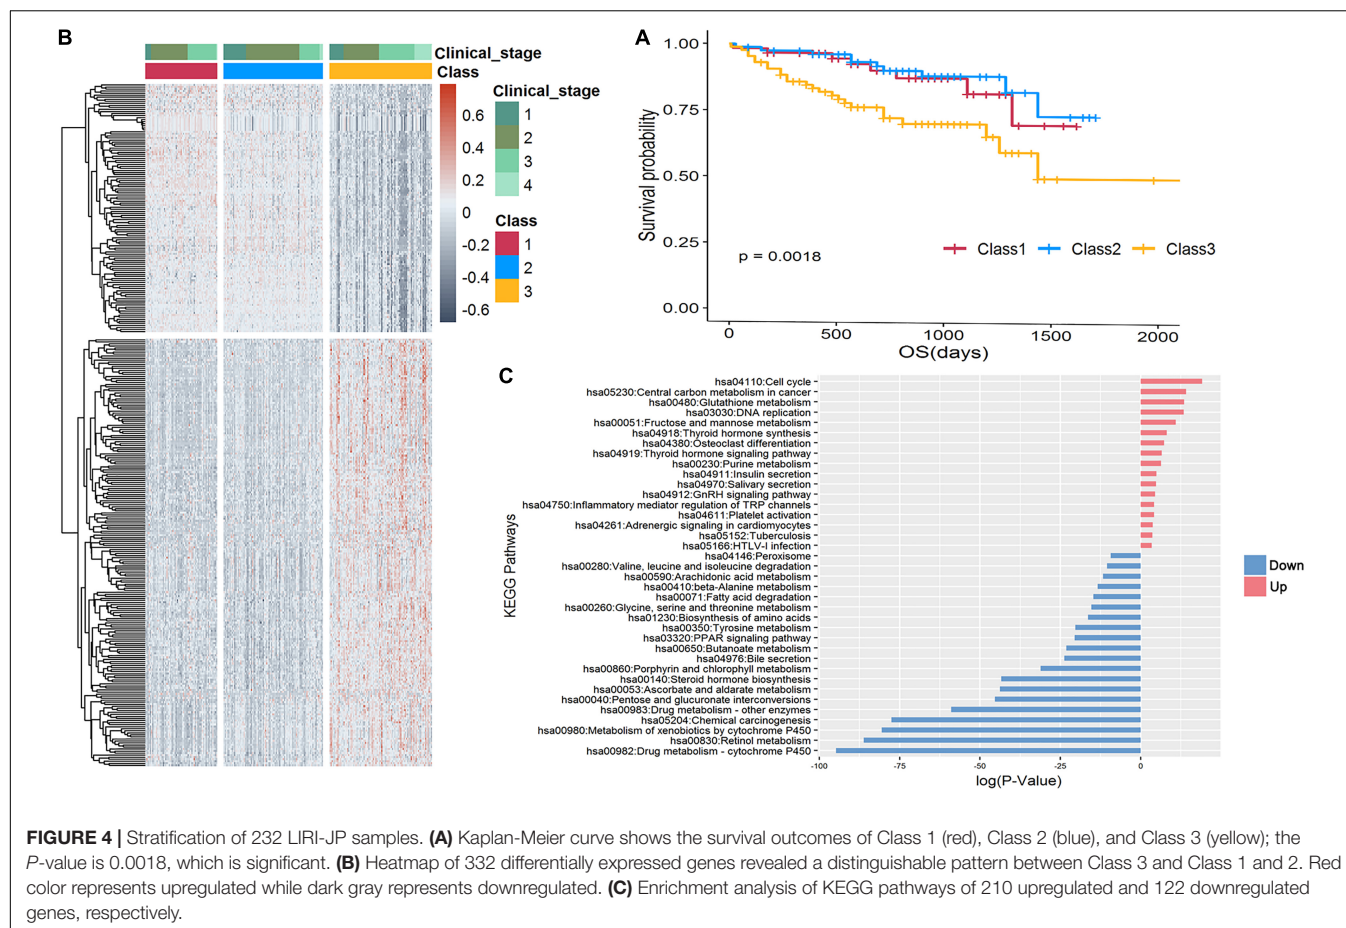 B
Clinical_stage
Class
0.6
0.4
0.2
0
-0.2
-0.4
-0.6
Clinical_stage
1
2
3
4
Class
1
2
3
A
Survival probability
1.00
0.75
0.50
0.25
0.00
p = 0.0018
Class1
Class2
Class3
0
500
1000
1500
2000
OS(days)
C
KEGG Pathways
hsa04110:Cell cycle
hsa05230:Central carbon metabolism in cancer
hsa00480:Glutathione metabolism
hsa03030:DNA replication
hsa00051:Fructose and mannose metabolism
hsa04918:Thyroid hormone synthesis
hsa04380:Osteoclast differentiation
hsa04919:Thyroid hormone signaling pathway
hsa00230:Purine metabolism
hsa04911:Insulin secretion
hsa04970:Salivary secretion
hsa04912:GnRH signaling pathway
hsa04750:Inflammatory mediator regulation of TRP channels
hsa04611:Platelet activation
hsa04261:Adrenergic signaling in cardiomyocytes
hsa05152:Tuberculosis
hsa05166:HTLV-I infection
hsa04146:Peroxisome
hsa00280:Valine, leucine and isoleucine degradation
hsa00590:Arachidonic acid metabolism
hsa00410:beta-Alanine metabolism
hsa00071:Fatty acid degradation
hsa00260:Glycine, serine and threonine metabolism
hsa01230:Biosynthesis of amino acids
hsa00350:Tyrosine metabolism
hsa03320:PPAR signaling pathway
hsa00650:Butanoate metabolism
hsa04976:Bile secretion
hsa00860:Porphyrin and chlorophyll metabolism
hsa00140:Steroid hormone biosynthesis
hsa00053:Ascorbate and aldarate metabolism
hsa00040:Pentose and glucuronate interconversions
hsa00983:Drug metabolism - other enzymes
hsa05204:Chemical carcinogenesis
hsa00980:Metabolism of xenobiotics by cytochrome P450
hsa00830:Retinol metabolism
hsa00982:Drug metabolism - cytochrome P450
-100
-75
-50
-25
0
log(P-Value)
Down
Up
FIGURE 4 | Stratification of 232 LIRI-JP samples. (A) Kaplan-Meier curve shows the survival outcomes of Class 1 (red), Class 2 (blue), and Class 3 (yellow); the
P-value is 0.0018, which is significant. (B) Heatmap of 332 differentially expressed genes revealed a distinguishable pattern between Class 3 and Class 1 and 2. Red
color represents upregulated while dark gray represents downregulated. (C) Enrichment analysis of KEGG pathways of 210 upregulated and 122 downregulated
genes, respectively.